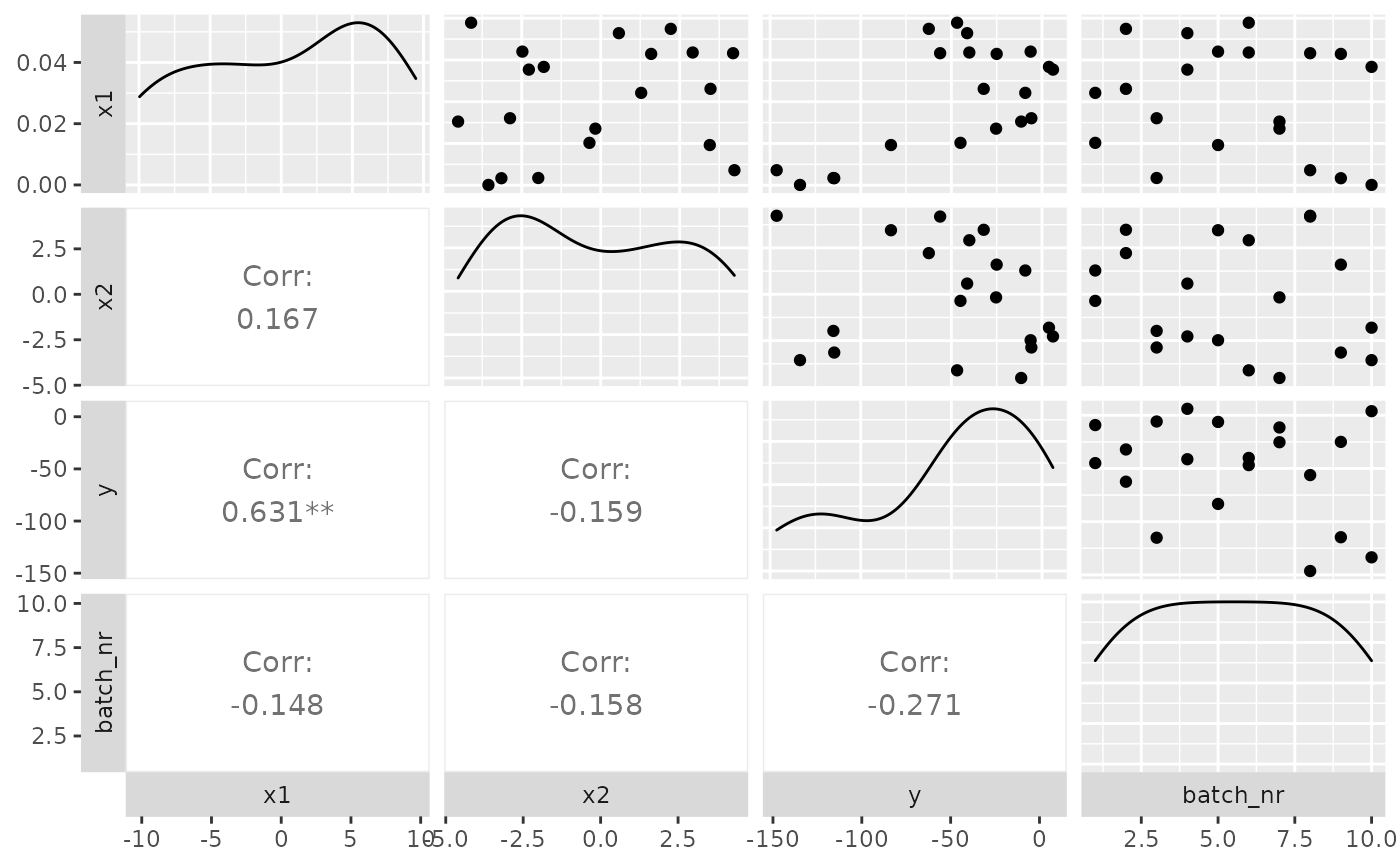 0.04
0.02
0.00
x1
2.5
0.0
-2.5
-5.0
x2
Corr:
0.167
0
-50
-100
-150
y
Corr:
0.631**
Corr:
-0.159
10.0
7.5
5.0
2.5
batch_nr
Corr:
-0.148
Corr:
-0.158
Corr:
-0.271
x1 x2 y batch_nr
-10 -5 0 5 10 -5.0 -2.5 0.0 2.5 -150 -100 -50 0 2.5 5.0 7.5 10.0